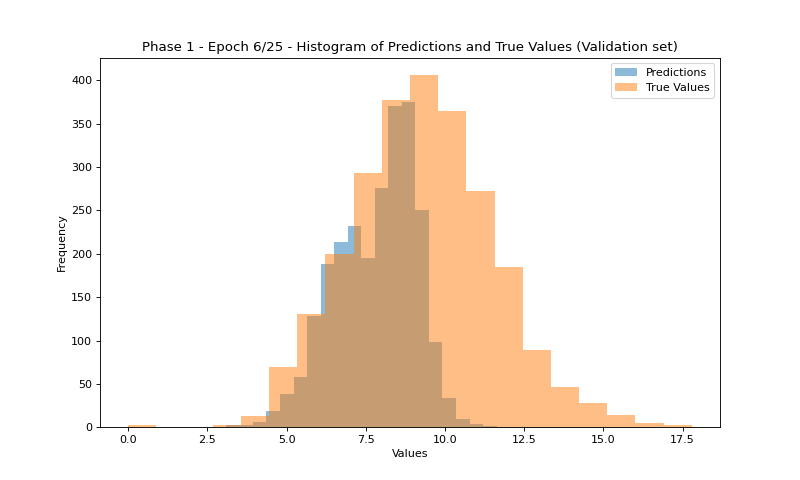 Phase 1 - Epoch 6/25 - Histogram of Predictions and True Values (Validation set)
Predictions
True Values
Frequency
400
350
300
250
200
150
100
50
0
0.0 2.5 5.0 7.5 10.0 12.5 15.0 17.5
Values